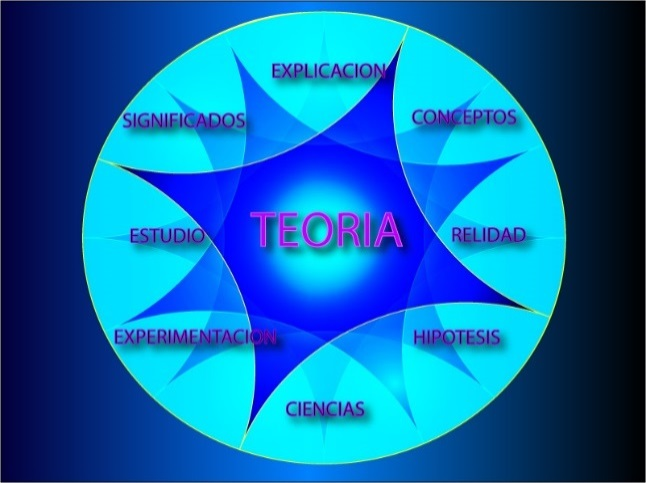 EXPLICACION
SIGNIFICADOS
CONCEPTOS
ESTUDIO
TEORIA
RELIDAD
EXPERIMENTACION
HIPOTESIS
CIENCIAS